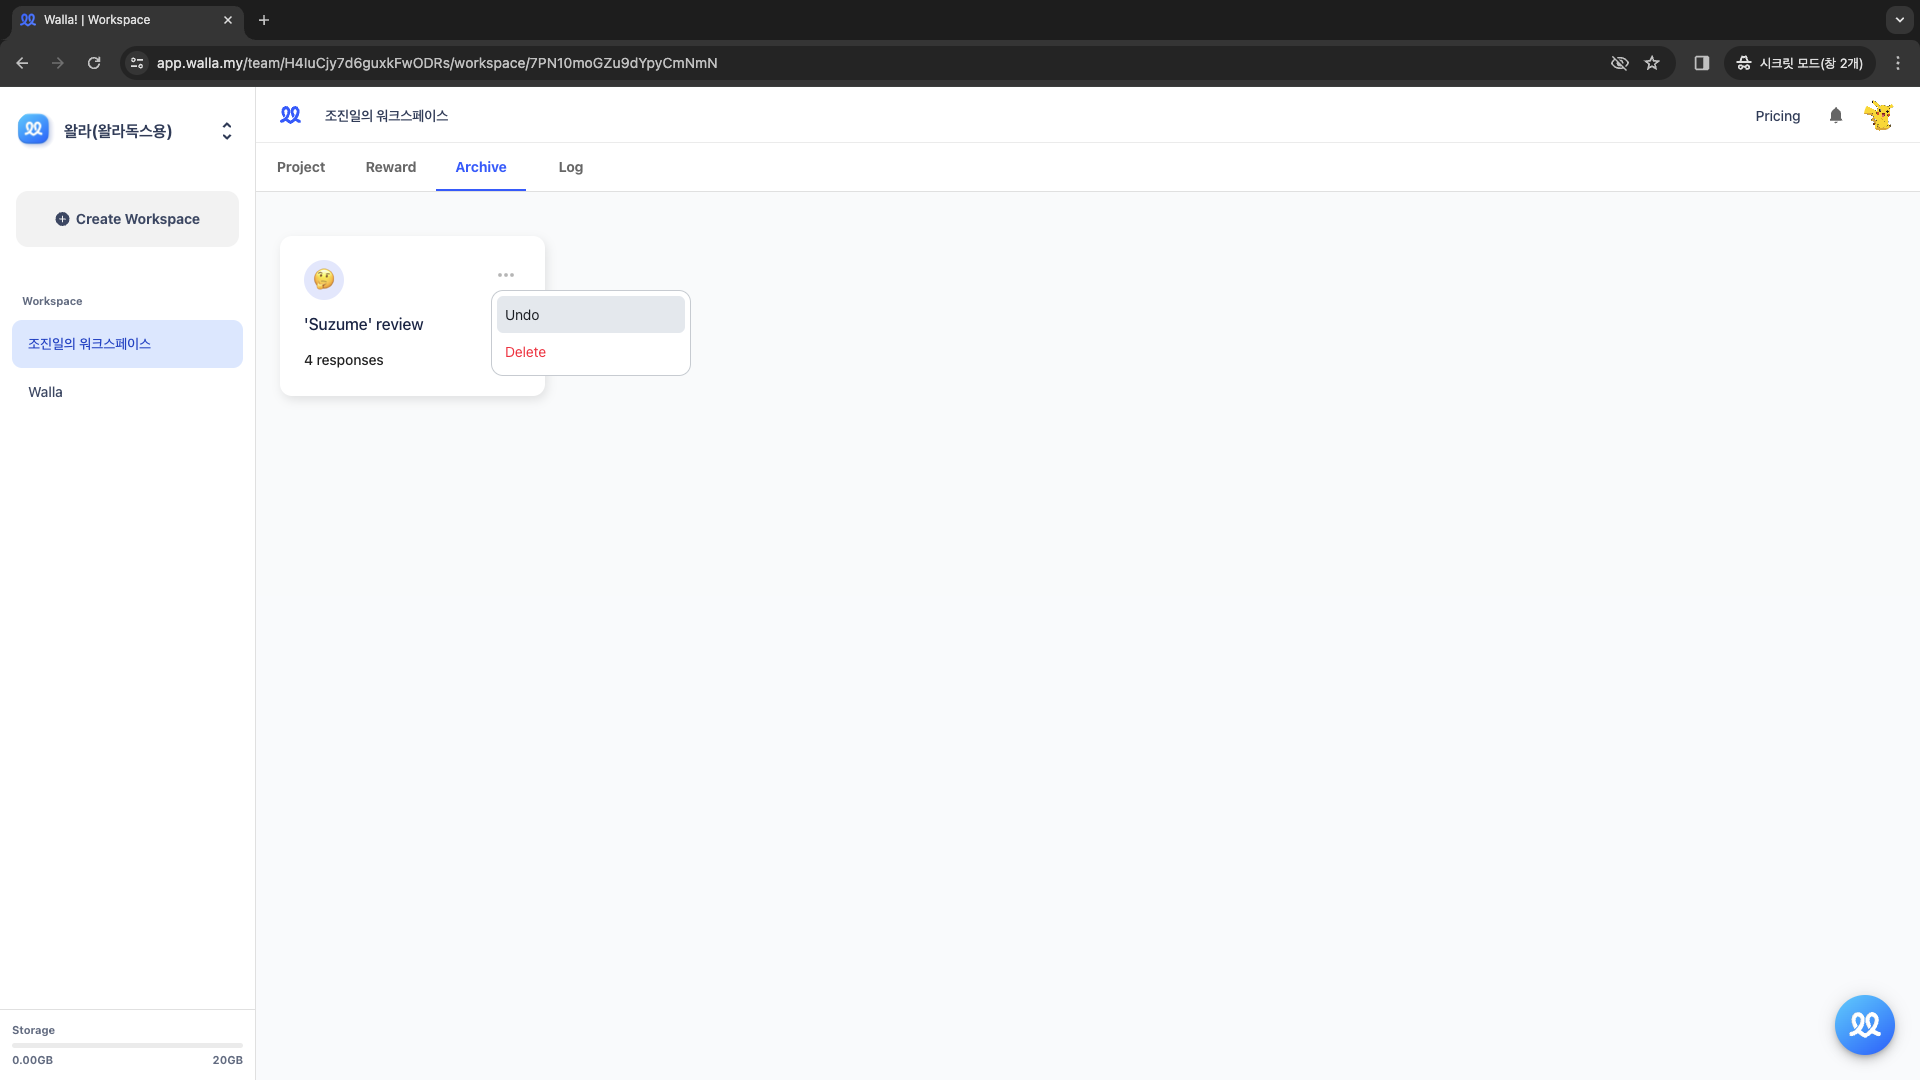 Walla! | Workspace
app.walla.my/team/H4IuCjy7d6guxkFwODRs/workspace/7PN10moGZu9dYpyCmNmN
시크릿 모드(창 2개)
왈라(왈라독스용)
조진일의 워크스페이스
Pricing
Project
Reward
Archive
Log
Create Workspace
Workspace
조진일의 워크스페이스
Walla
'Suzume' review
4 responses
Undo
Delete
Storage
0.00GB
20GB